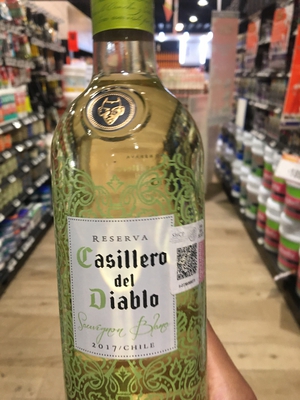 RESERVA
Casillero
del
Diablo
Sauvignon Blanc
2017/CHILE